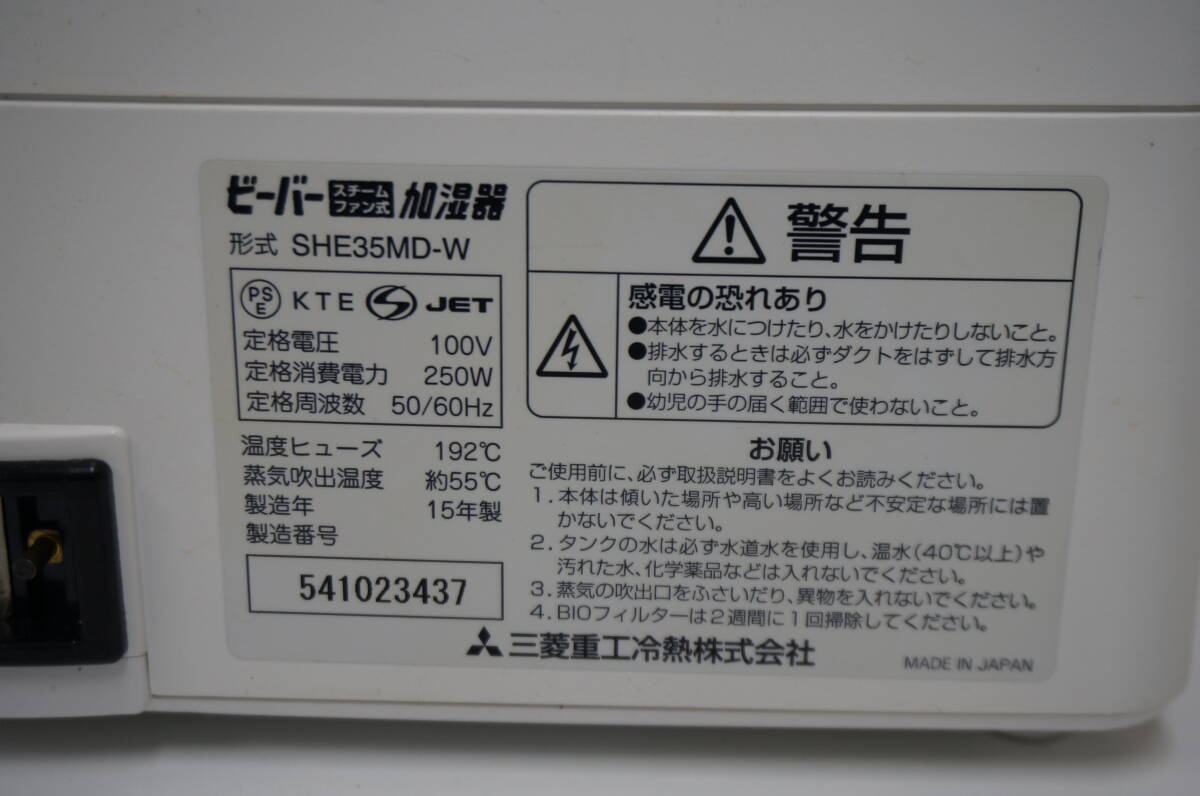 ビーバー スチームファン式 加湿器
形式 SHE35MD-W
PSE KTE S JET
定格電圧 100V
定格消費電力 250W
定格周波数 50/60Hz
温度ヒューズ 192℃
蒸気吹出温度 約55℃
製造年 15年製
製造番号
541023437
警告
感電の恐れあり
●本体を水につけたり、水をかけたりしないこと。
●排水するときは必ずダクトをはずして排水方
向から排水すること。
●幼児の手の届く範囲で使わないこと。
お願い
ご使用前に、必ず取扱説明書をよくお読みください。
1. 本体は傾いた場所や高い場所など不安定な場所には置
かないでください。
2. タンクの水は必ず水道水を使用し、温水(40℃以上)や
汚れた水、化学薬品などは入れないでください。
3. 蒸気の吹出口をふさいだり、異物を入れないでください。
4. BIOフィルターは2週間に1回掃除してください。
三菱重工冷熱株式会社
MADE IN JAPAN